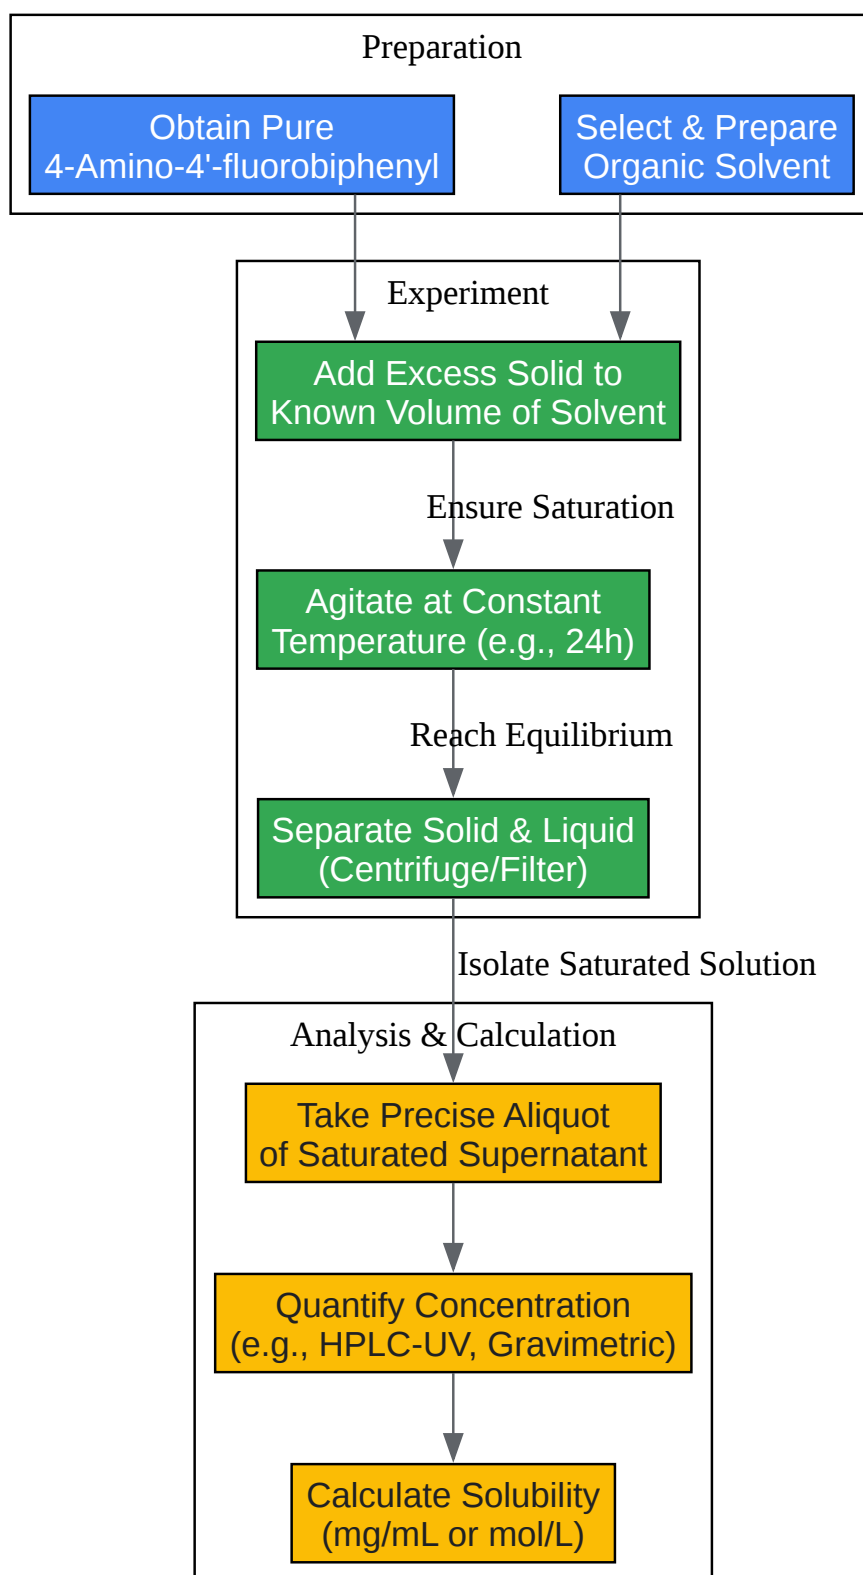 Preparation
Obtain Pure
4-Amino-4'-fluorobiphenyl
Select & Prepare
Organic Solvent
Experiment
Add Excess Solid to
Known Volume of Solvent
Ensure Saturation
Agitate at Constant
Temperature (e.g., 24h)
Reach Equilibrium
Separate Solid & Liquid
(Centrifuge/Filter)
Isolate Saturated Solution
Analysis & Calculation
Take Precise Aliquot
of Saturated Supernatant
Quantify Concentration
(e.g., HPLC-UV, Gravimetric)
Calculate Solubility
(mg/mL or mol/L)